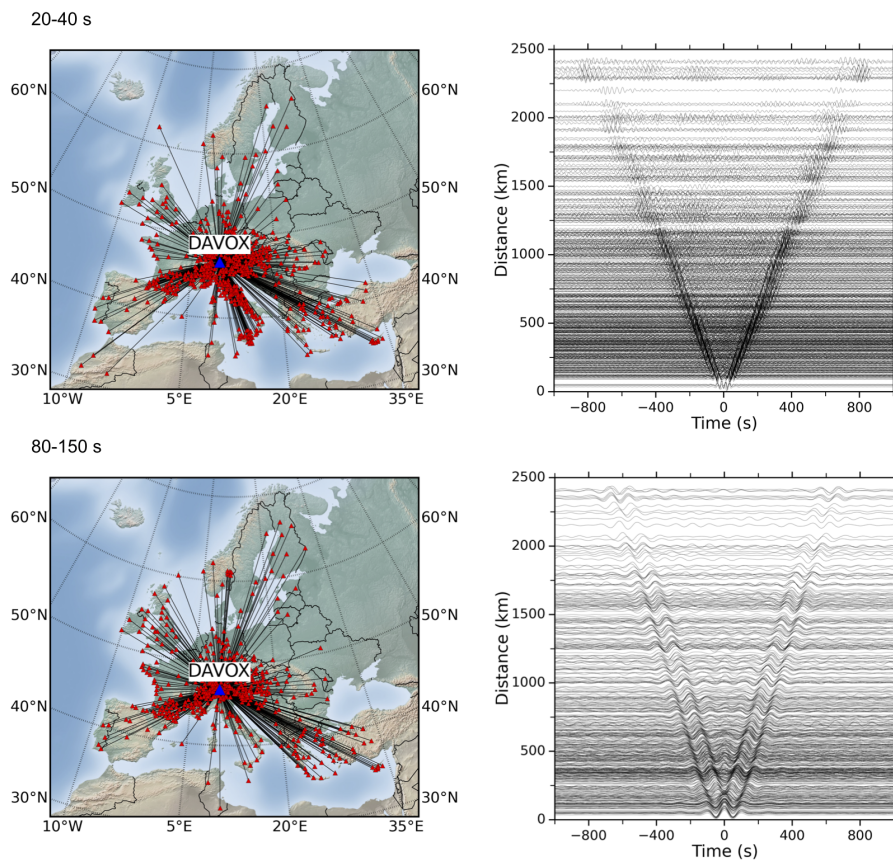 20-40 s
60°N
50°N
40°N
30°N
DAVOX
60°N
50°N
40°N
30°N
10°W
5°E
20°E
35°E
2500
2000
1500
1000
500
0
Distance (km)
−800
−400
0
400
800
Time (s)
80-150 s
60°N
50°N
40°N
30°N
DAVOX
60°N
50°N
40°N
30°N
10°W
5°E
20°E
35°E
2500
2000
1500
1000
500
0
Distance (km)
−800
−400
0
400
800
Time (s)